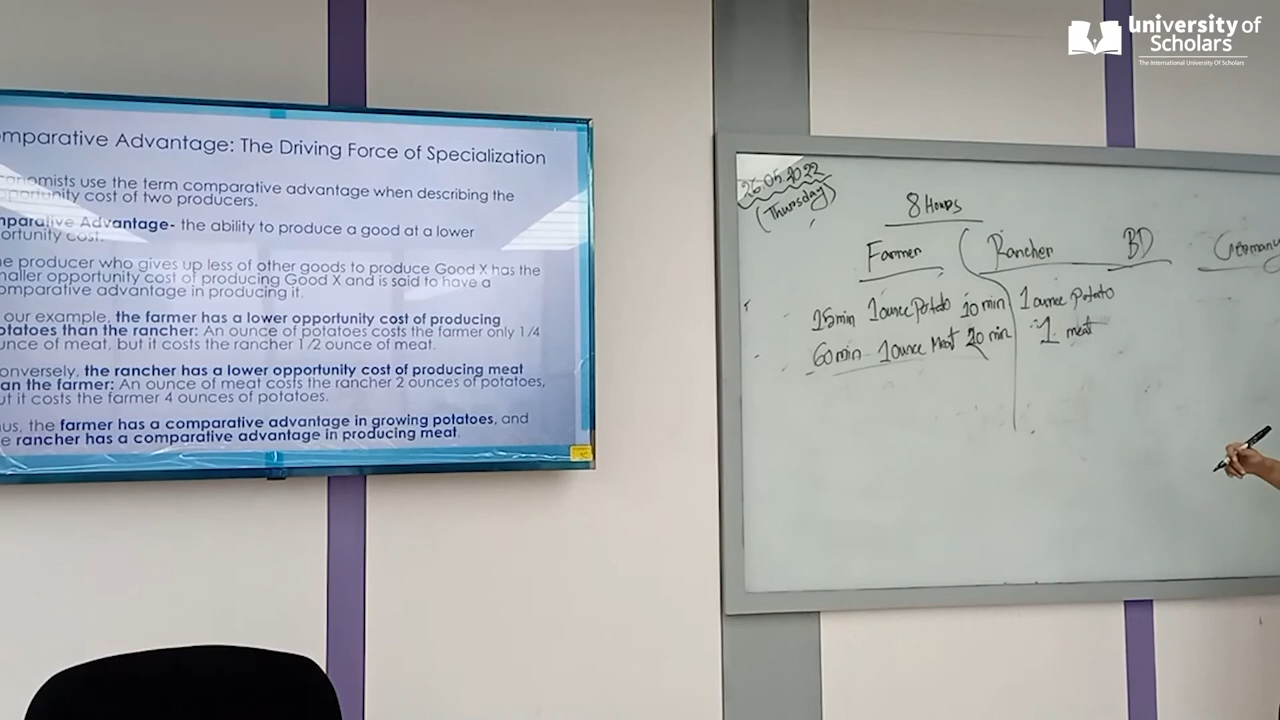 university of
Scholars
The International University Of Scholars
omparative Advantage: The Driving Force of Specialization
onomists use the term comparative advantage when describing the
portunity cost of two producers.
mparative Advantage- the ability to produce a good at a lower
ortunity cost.
e producer who gives up less of other goods to produce Good X has the
maller opportunity cost of producing Good X and is said to have a
omparative advantage in producing it.
our example, the farmer has a lower opportunity cost of producing
otatoes than the rancher: An ounce of potatoes costs the farmer only 1/4
unce of meat, but it costs the rancher 1/2 ounce of meat.
onversely, the rancher has a lower opportunity cost of producing meat
an the farmer: An ounce of meat costs the rancher 2 ounces of potatoes,
ut it costs the farmer 4 ounces of potatoes.
us, the farmer has a comparative advantage in growing potatoes, and
e rancher has a comparative advantage in producing meat
26.05.2022
(Thursday)
8 Hours
Farmer Rancher BD Germany
15min 1ounce potato 10 min 1 ounce potato
60min 1ounce Meat 20 min 1 meat